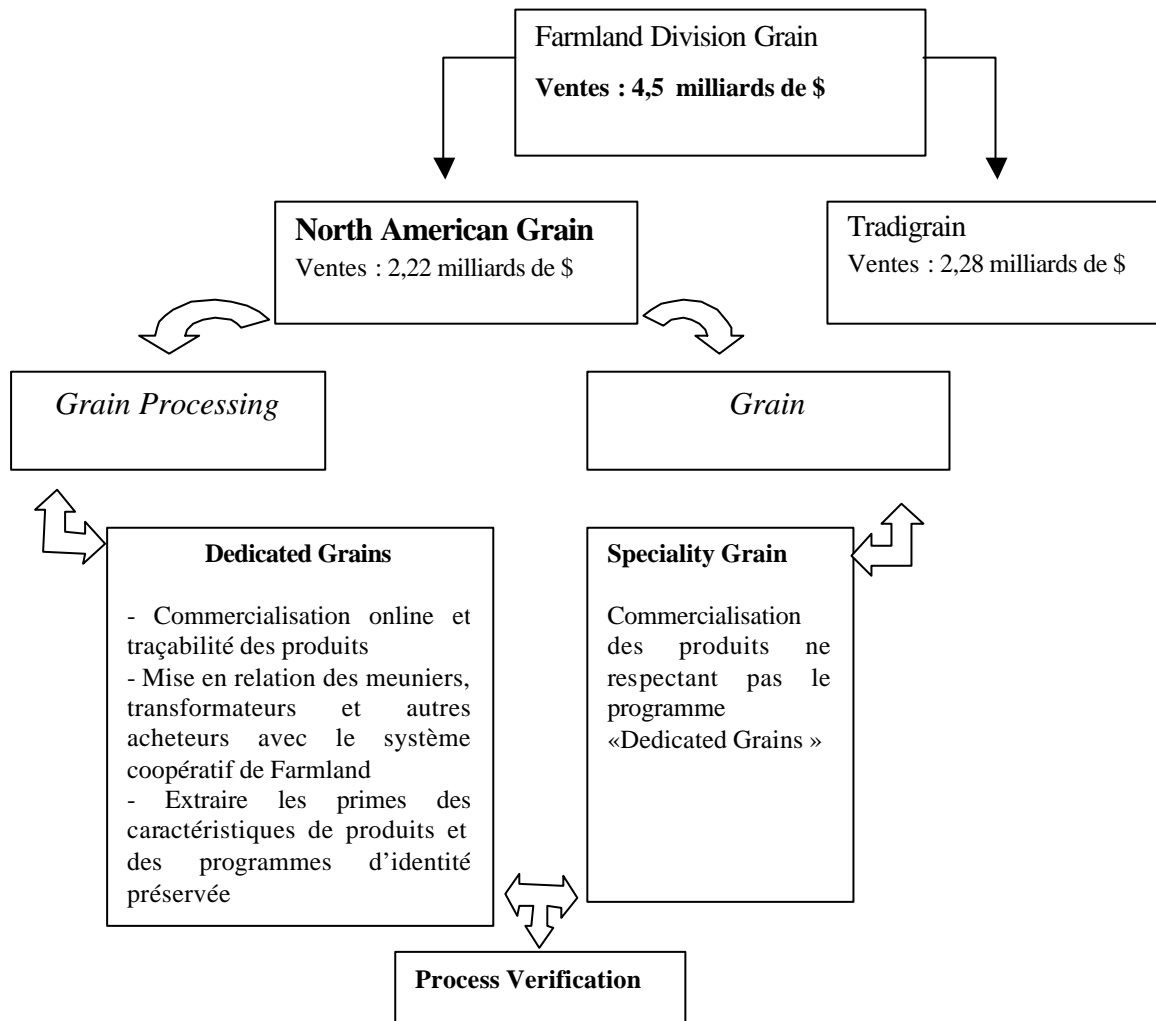 Farmland Division Grain
Ventes : 4,5 milliards de $
North American Grain
Ventes : 2,22 milliards de $
Tradigrain
Ventes : 2,28 milliards de $
Grain Processing
Grain
Dedicated Grains
- Commercialisation online et
traçabilité des produits
- Mise en relation des meuniers,
transformateurs et autres
acheteurs avec le système
coopératif de Farmland
- Extraire les primes des
caractéristiques de produits et
des programmes d'identité
préservée
Speciality Grain
Commercialisation
des produits ne
respectant pas le
programme
«Dedicated Grains »
Process Verification